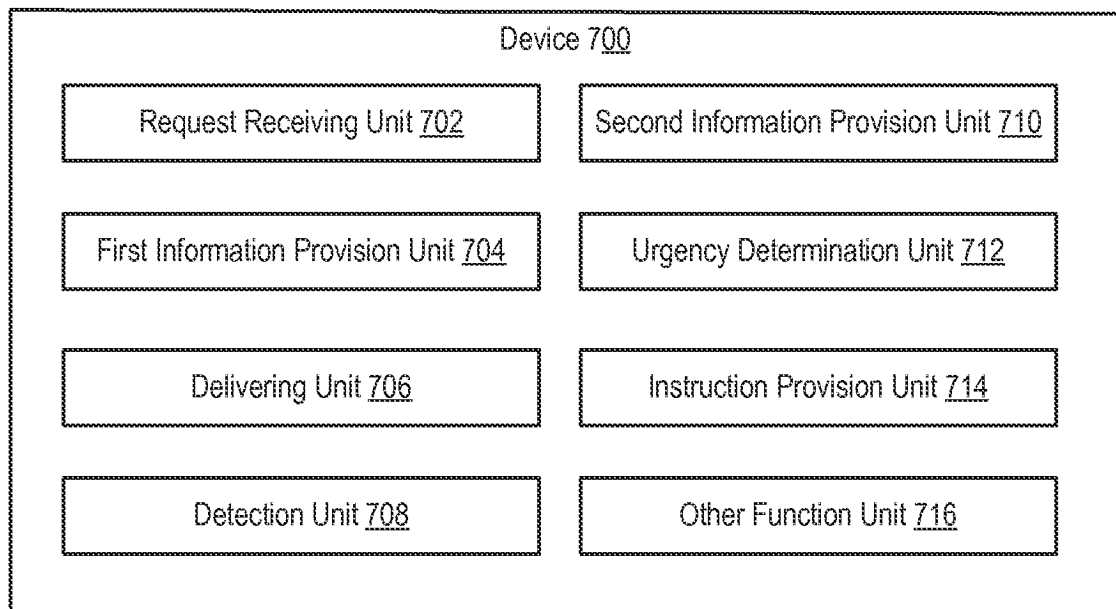 Device 700
Request Receiving Unit 702
Second Information Provision Unit 710
First Information Provision Unit 704
Urgency Determination Unit 712
Delivering Unit 706
Instruction Provision Unit 714
Detection Unit 708
Other Function Unit 716